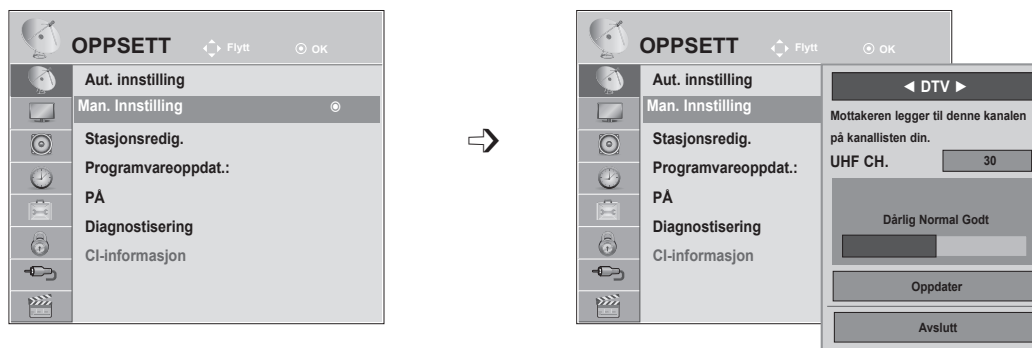 OPPSETT Flytt OK
Aut. innstilling
Man. Innstilling
Stasjonsredig.
Programvareoppdat.:
PÅ
Diagnostisering
CI-informasjon
OPPSETT Flytt OK
Aut. innstilling
Man. Innstilling
Stasjonsredig.
Programvareoppdat.:
PÅ
Diagnostisering
CI-informasjon
◀ DTV ▶
Mottakeren legger til denne kanalen
på kanallisten din.
UHF CH. 30
Dårlig Normal Godt
Oppdater
Avslutt